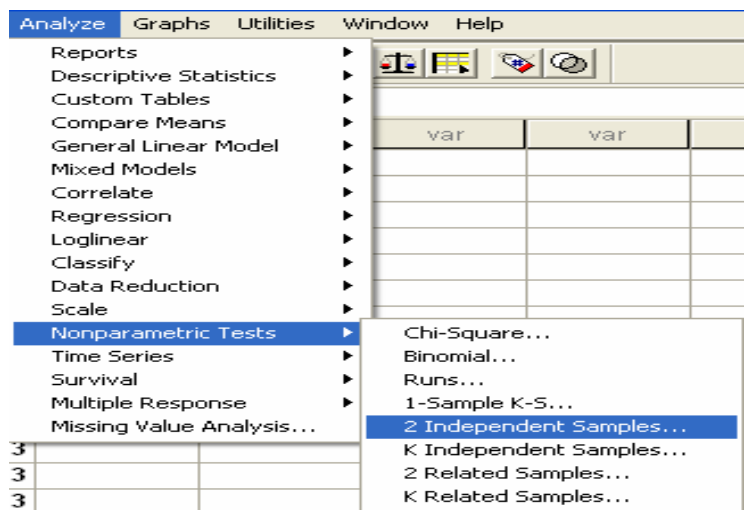 Analyze Graphs Utilities Window Help
Reports
Descriptive Statistics
Custom Tables
Compare Means
General Linear Model
Mixed Models
Correlate
Regression
Loglinear
Classify
Data Reduction
Scale
Nonparametric Tests
Time Series
Survival
Multiple Response
Missing Value Analysis...
var var
Chi-Square...
Binomial...
Runs...
1-Sample K-S...
2 Independent Samples...
K Independent Samples...
2 Related Samples...
K Related Samples...
3
3
3